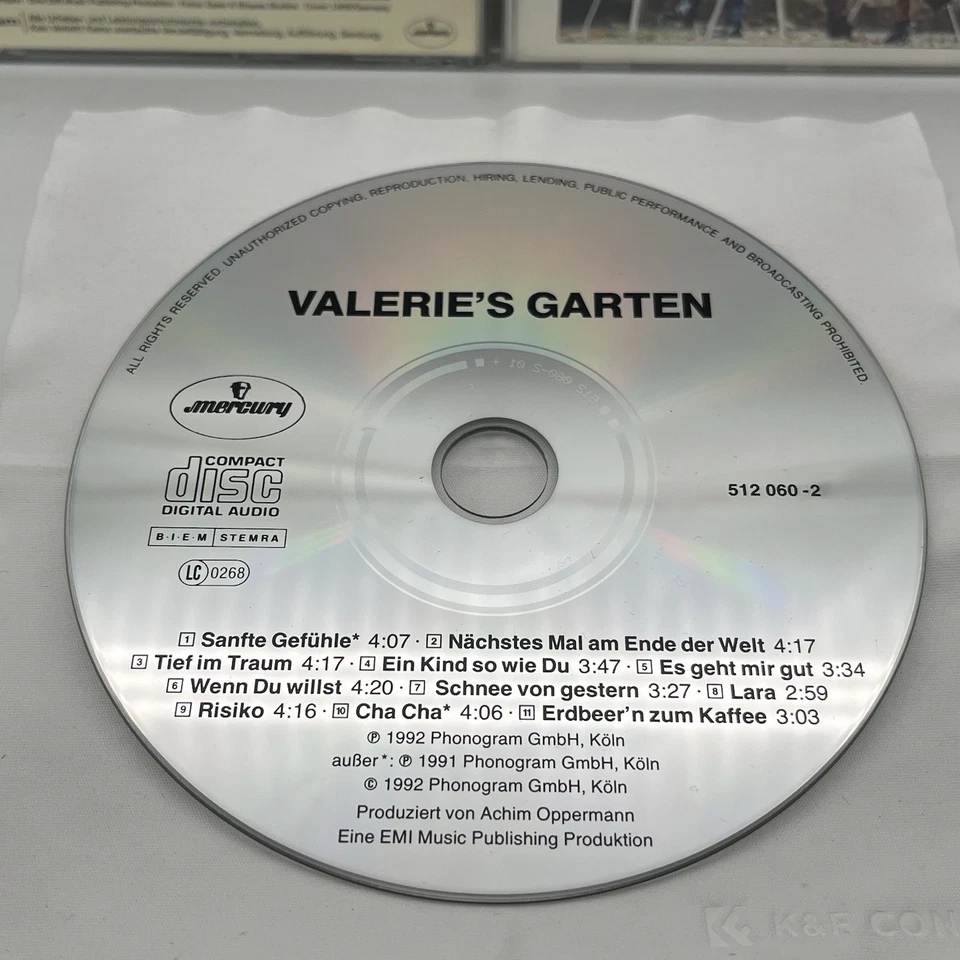 ALL RIGHTS RESERVED. UNAUTHORIZED COPYING, REPRODUCTION, HIRING, LENDING, PUBLIC PERFORMANCE AND BROADCASTING PROHIBITED.
VALERIE'S GARTEN
mercury
COMPACT
disc
DIGITAL AUDIO
B·I·E·M STEMRA
LC 0268
512 060 -2
1 Sanfte Gefühle* 4:07 · 2 Nächstes Mal am Ende der Welt 4:17
3 Tief im Traum 4:17 · 4 Ein Kind so wie Du 3:47 · 5 Es geht mir gut 3:34
6 Wenn Du willst 4:20 · 7 Schnee von gestern 3:27 · 8 Lara 2:59
9 Risiko 4:16 · 10 Cha Cha* 4:06 · 11 Erdbeer'n zum Kaffee 3:03
℗ 1992 Phonogram GmbH, Köln
außer*: ℗ 1991 Phonogram GmbH, Köln
© 1992 Phonogram GmbH, Köln
Produziert von Achim Oppermann
Eine EMI Music Publishing Produktion
K&F CON